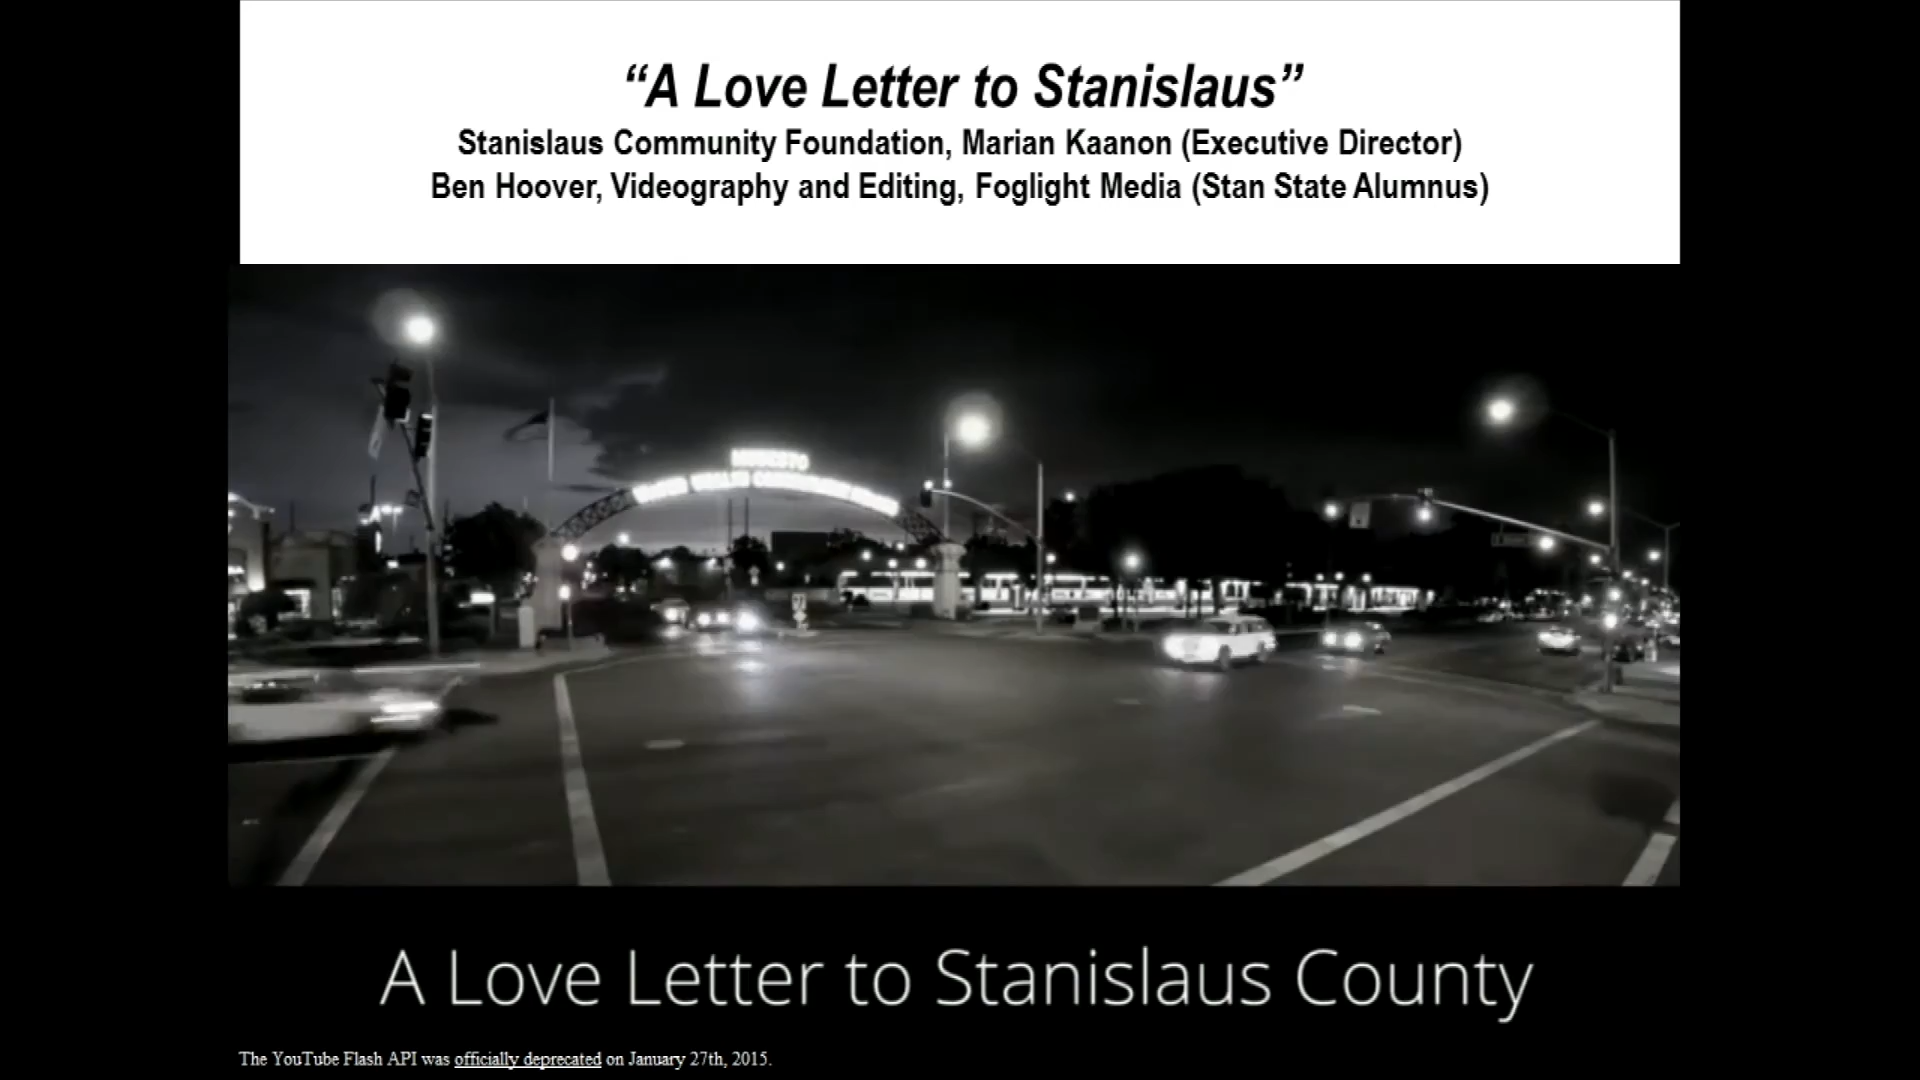 “A Love Letter to Stanislaus”
Stanislaus Community Foundation, Marian Kaanon (Executive Director)
Ben Hoover, Videography and Editing, Foglight Media (Stan State Alumnus)
MODESTO
A Love Letter to Stanislaus County
The YouTube Flash API was officially deprecated on January 27th, 2015.